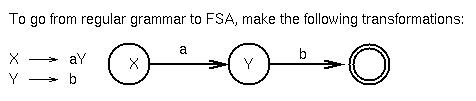 To go from regular grammar to FSA, make the following transformations:
a
b
X → aY
X
Y
Y → b